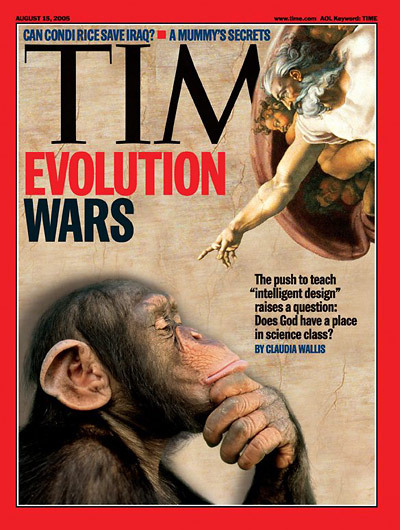 AUGUST 15, 2005
www.time.com AOL Keyword: TIME
CAN CONDI RICE SAVE IRAQ? ■ A MUMMY'S SECRETS
TIM
EVOLUTION
WARS
The push to teach
"intelligent design"
raises a question:
Does God have a place
in science class?
BY CLAUDIA WALLIS